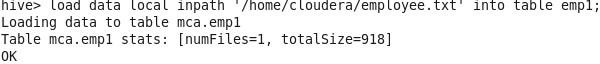 hive> load data local inpath '/home/cloudera/employee.txt' into table emp1;
Loading data to table mca.emp1
Table mca.emp1 stats: [numFiles=1, totalSize=918]
OK